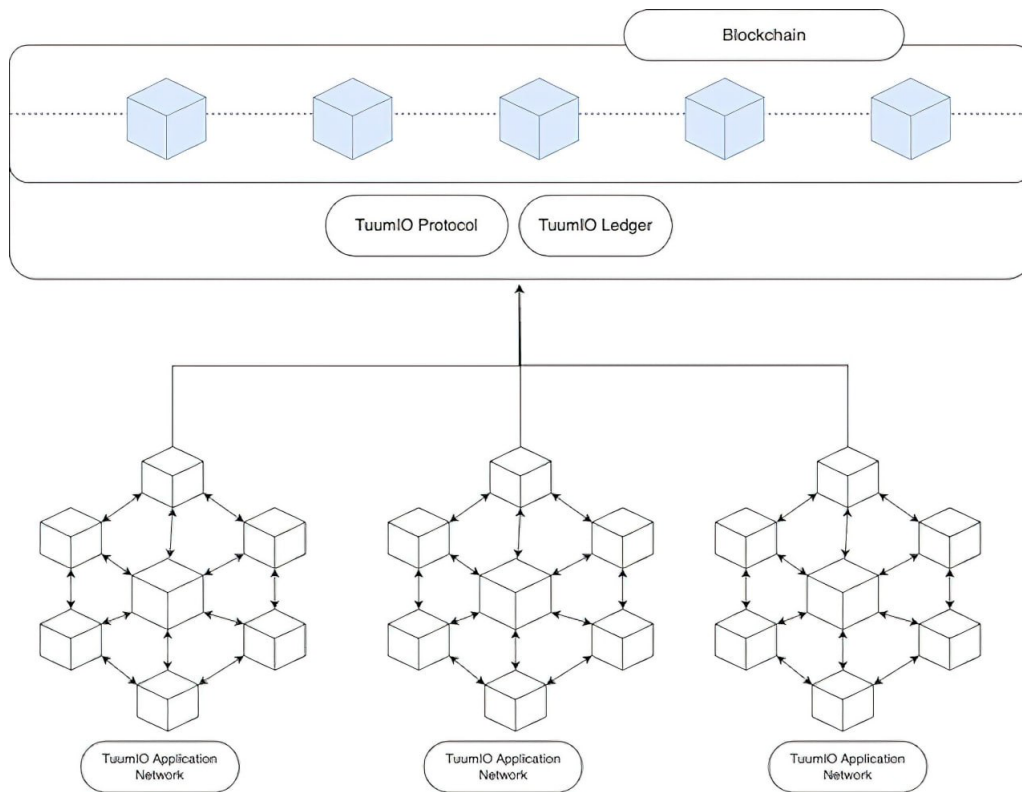 Blockchain
TuumIO Protocol
TuumIO Ledger
TuumIO Application
Network
TuumIO Application
Network
TuumIO Application
Network